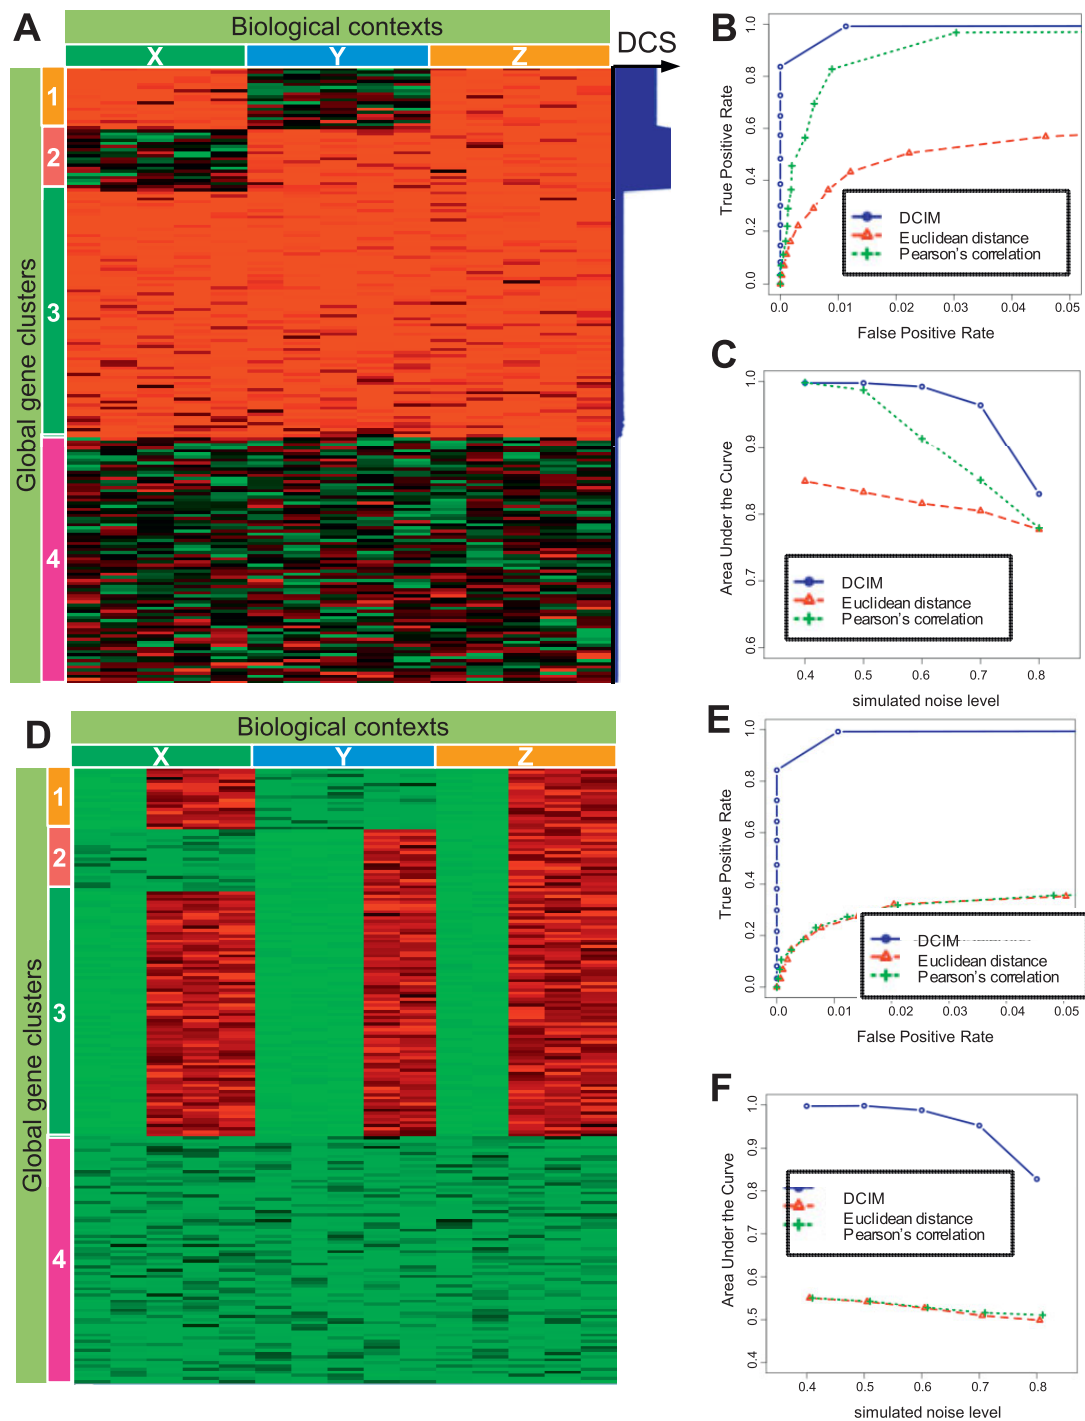 A
Biological contexts
X Y Z
DCS
Global gene clusters
1
2
3
4
B
True Positive Rate
1.0
0.8
0.6
0.4
0.2
0.0
DCIM
Euclidean distance
Pearson's correlation
0.0 0.01 0.02 0.03 0.04 0.05
False Positive Rate
C
Area Under the Curve
1.0
0.9
0.8
0.7
0.6
DCIM
Euclidean distance
Pearson's correlation
0.4 0.5 0.6 0.7 0.8
simulated noise level
D
Biological contexts
X Y Z
Global gene clusters
1
2
3
4
E
True Positive Rate
1.0
0.8
0.6
0.4
0.2
0.0
DCIM
Euclidean distance
Pearson's correlation
0.0 0.01 0.02 0.03 0.04 0.05
False Positive Rate
F
Area Under the Curve
1.0
0.9
0.8
0.7
0.6
0.5
0.4
DCIM
Euclidean distance
Pearson's correlation
0.4 0.5 0.6 0.7 0.8
simulated noise level